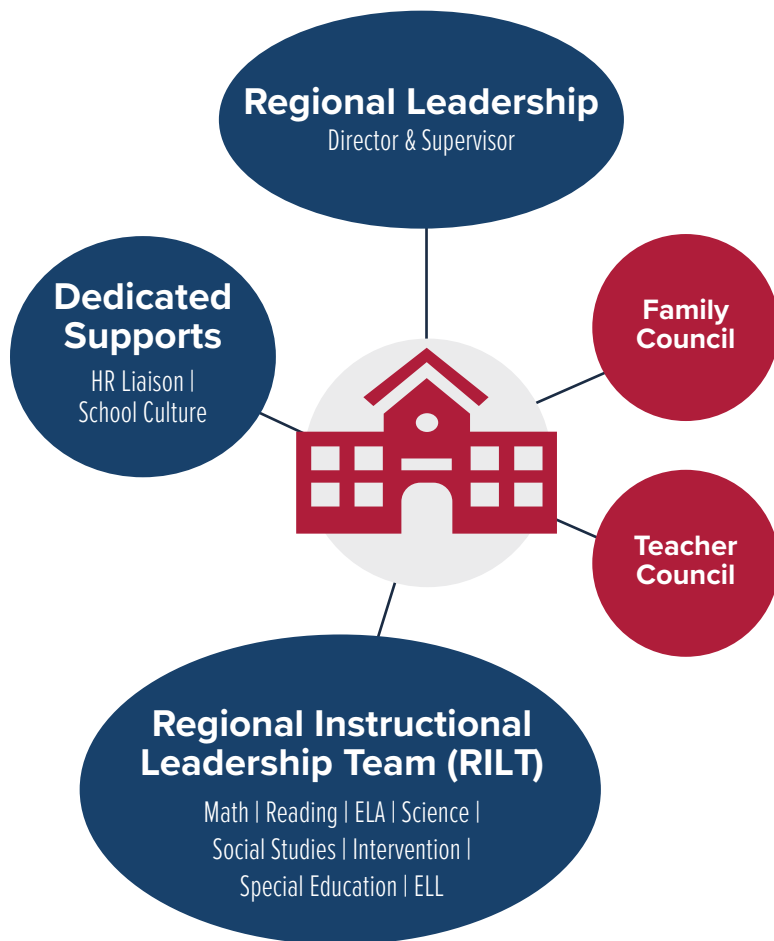 Regional Leadership
Director & Supervisor
Dedicated
Supports
HR Liaison |
School Culture
Family
Council
Teacher
Council
Regional Instructional
Leadership Team (RILT)
Math | Reading | ELA | Science |
Social Studies | Intervention |
Special Education | ELL